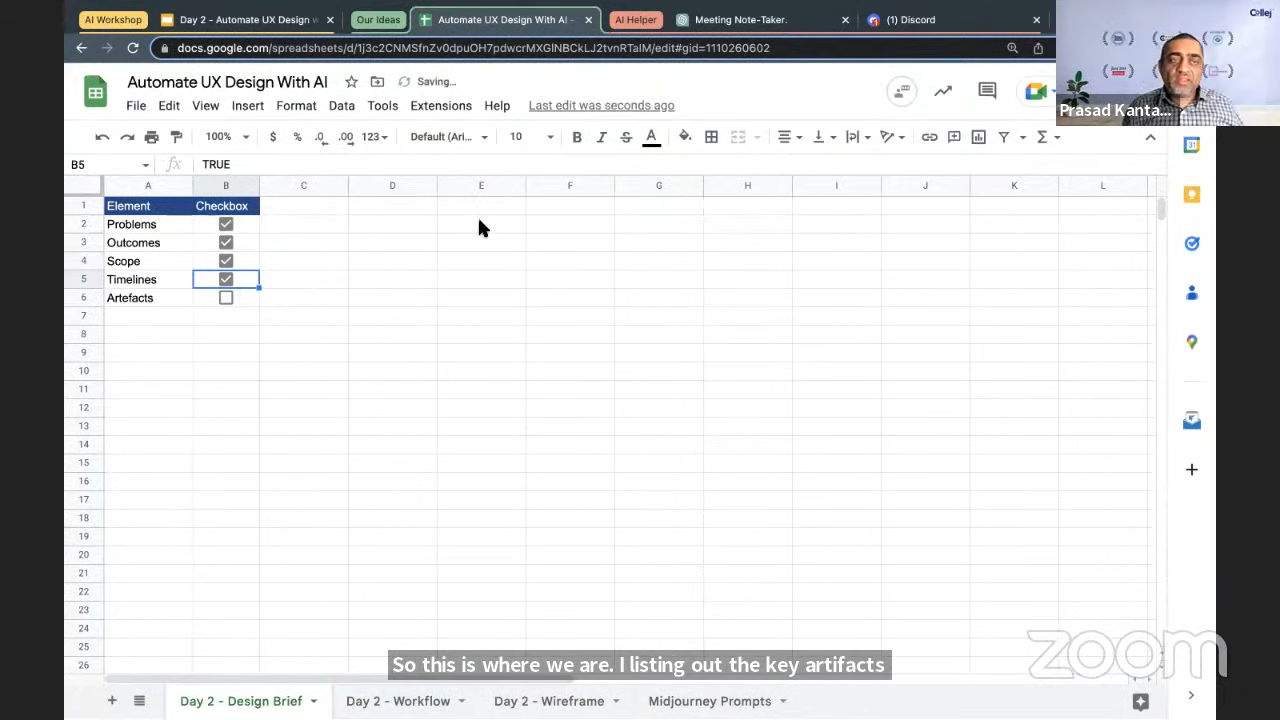 AI Workshop
Day 2 - Automate UX Design w
Our Ideas
Automate UX Design With AI -
AI Helper
Meeting Note-Taker.
(1) Discord
docs.google.com/spreadsheets/d/1j3c2CNMSfnZv0dpuOH7pdwcrMXGlNBCkLJ2tvnRTaIM/edit#gid=1110260602
Collej
Prasad Kanta...
Automate UX Design With AI
Saving...
File Edit View Insert Format Data Tools Extensions Help Last edit was seconds ago
100% $ % .0 .00 123 Default (Ari... 10 B I S A Σ
B5 fx TRUE
A B C D E F G H I J K L
1 Element Checkbox
2 Problems
3 Outcomes
4 Scope
5 Timelines
6 Artefacts
7
8
9
10
11
12
13
14
15
16
17
18
19
20
21
22
23
24
25
26
31
So this is where we are. I listing out the key artifacts
zoom
Day 2 - Design Brief Day 2 - Workflow Day 2 - Wireframe Midjourney Prompts